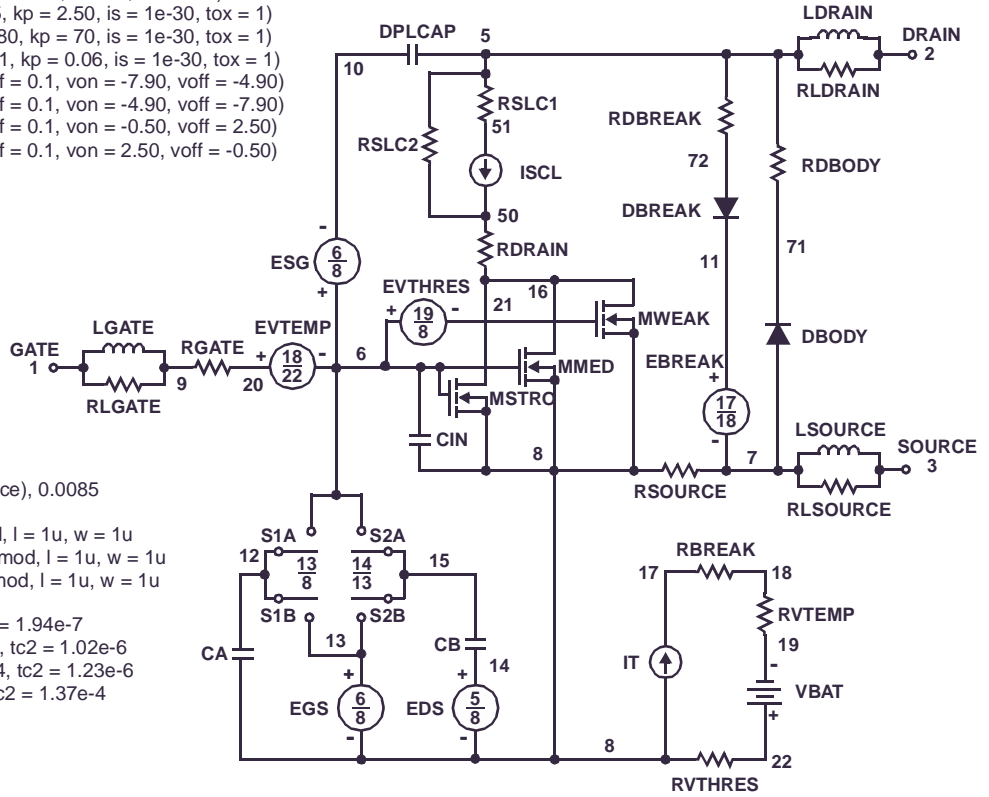 , kp = 2.50, is = 1e-30, tox = 1)
80, kp = 70, is = 1e-30, tox = 1)
1, kp = 0.06, is = 1e-30, tox = 1)
f = 0.1, von = -7.90, voff = -4.90)
f = 0.1, von = -4.90, voff = -7.90)
f = 0.1, von = -0.50, voff = 2.50)
f = 0.1, von = 2.50, voff = -0.50)
LDRAIN
DPLCAP 5 DRAIN
10 2
RLDRAIN
RSLC1
RDBREAK
51
RSLC2
72 RDBODY
ISCL
DBREAK
50
- RDRAIN 71
ESG 6 8 11
+ EVTHRES 16
+ 19 8 - 21
MWEAK
LGATE EVTEMP
DBODY
GATE RGATE + 18 22 - 6 EBREAK
1 MMED
9 20 +
MSTRO
RLGATE 17 18
CIN - LSOURCE
8 7 SOURCE
3
RSOURCE
RLSOURCE
ce), 0.0085
, l = 1u, w = 1u
mod, l = 1u, w = 1u
nod, l = 1u, w = 1u
= 1.94e-7
, tc2 = 1.02e-6
4, tc2 = 1.23e-6
c2 = 1.37e-4
S1A S2A
12 13 8 14 13 15
S1B S2B
13
CA CB
+ + 14
EGS 6 8 EDS 5 8
- -
RBREAK
17 18
RVTEMP
19
IT -
VBAT
+
8 22
RVTHRES